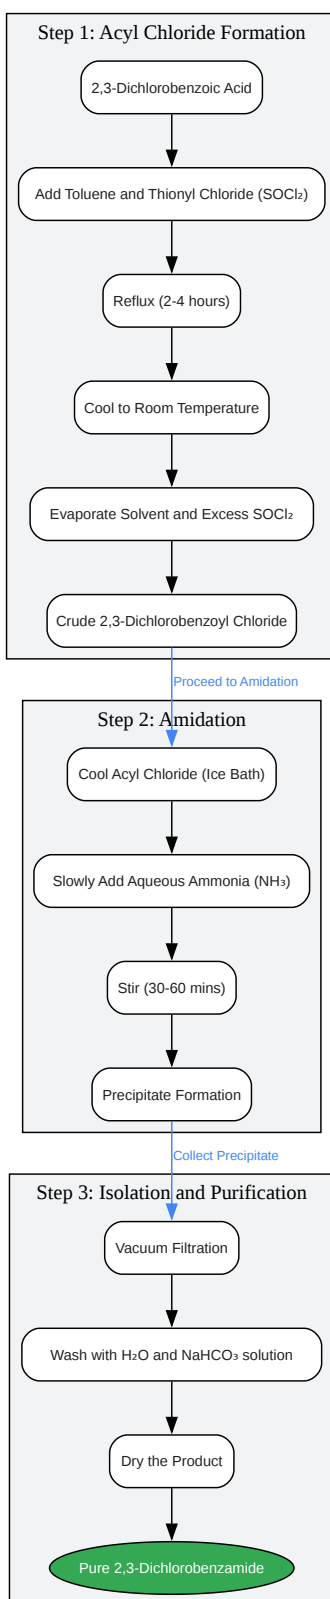 Step 1: Acyl Chloride Formation
2,3-Dichlorobenzoic Acid
Add Toluene and Thionyl Chloride (SOCl₂)
Reflux (2-4 hours)
Cool to Room Temperature
Evaporate Solvent and Excess SOCl₂
Crude 2,3-Dichlorobenzoyl Chloride
Proceed to Amidation
Step 2: Amidation
Cool Acyl Chloride (Ice Bath)
Slowly Add Aqueous Ammonia (NH₃)
Stir (30-60 mins)
Precipitate Formation
Collect Precipitate
Step 3: Isolation and Purification
Vacuum Filtration
Wash with H₂O and NaHCO₃ solution
Dry the Product
Pure 2,3-Dichlorobenzamide